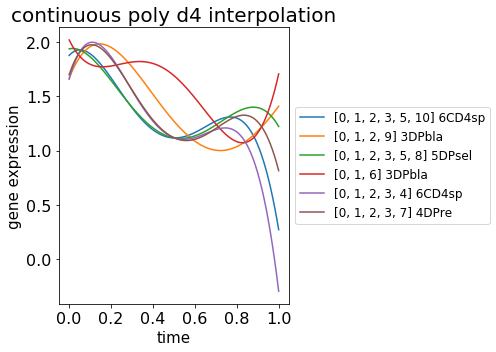 continuous poly d4 interpolation
gene expression
2.0
1.5
1.0
0.5
0.0
0.0 0.2 0.4 0.6 0.8 1.0
time
[0, 1, 2, 3, 5, 10] 6CD4sp
[0, 1, 2, 9] 3DPbla
[0, 1, 2, 3, 5, 8] 5DPsel
[0, 1, 6] 3DPbla
[0, 1, 2, 3, 4] 6CD4sp
[0, 1, 2, 3, 7] 4DPre